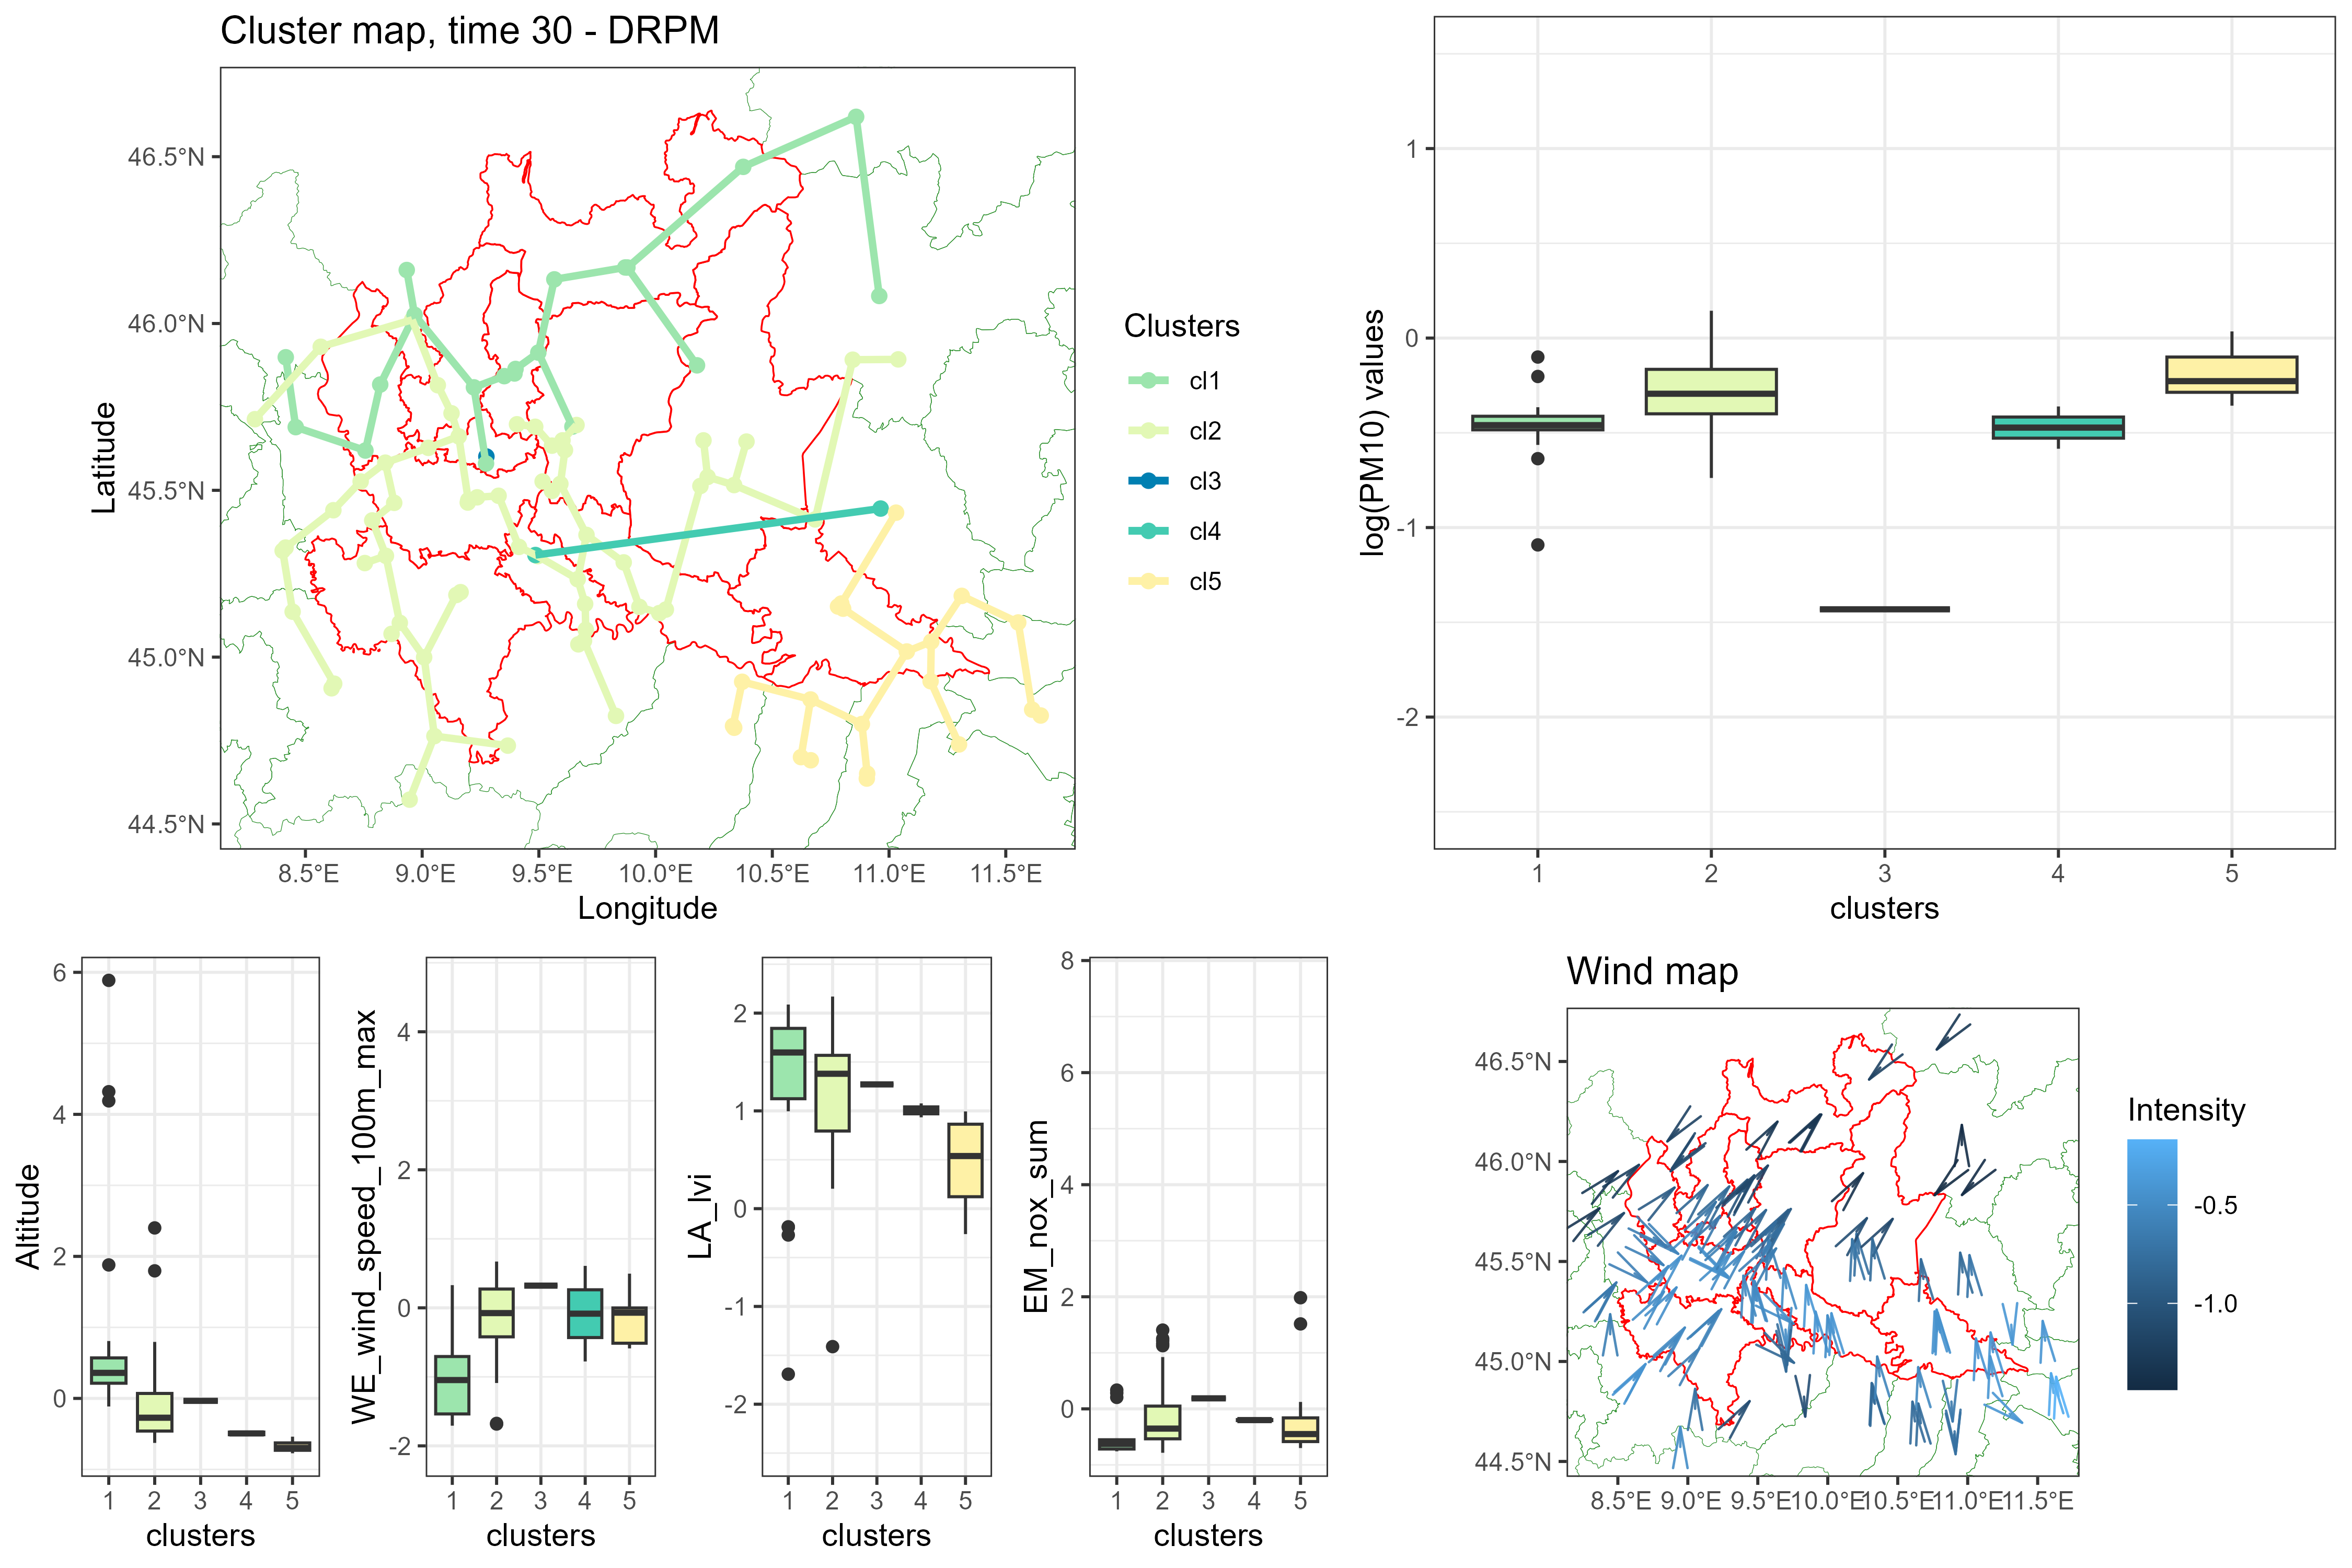 Cluster map, time 30 - DRPM
Latitude
46.5°N
46.0°N
45.5°N
45.0°N
44.5°N
8.5°E 9.0°E 9.5°E 10.0°E 10.5°E 11.0°E 11.5°E
Longitude
Clusters
cl1
cl2
cl3
cl4
cl5
log(PM10) values
1
0
-1
-2
1 2 3 4 5
clusters
Altitude
6
4
2
0
1 2 3 4 5
clusters
WE_wind_speed_100m_max
4
2
0
-2
1 2 3 4 5
clusters
LA_lvi
2
1
0
-1
-2
1 2 3 4 5
clusters
EM_nox_sum
8
6
4
2
0
1 2 3 4 5
clusters
Wind map
46.5°N
46.0°N
45.5°N
45.0°N
44.5°N
8.5°E 9.0°E 9.5°E 10.0°E 10.5°E 11.0°E 11.5°E
Intensity
-0.5
-1.0